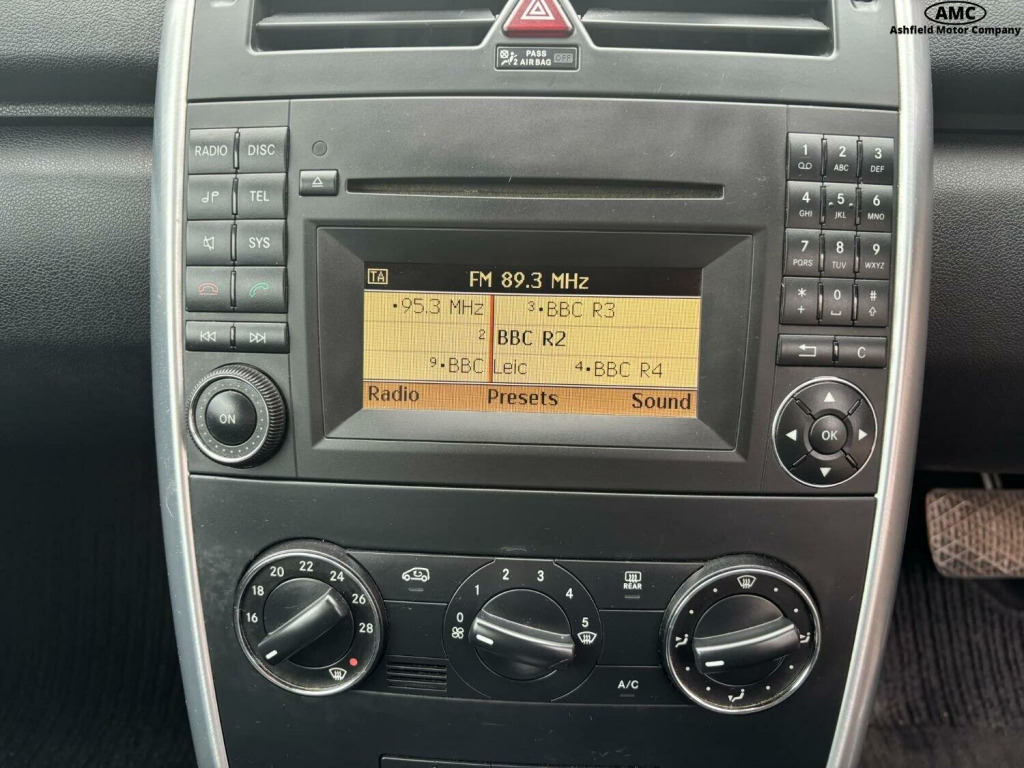 AMC
Ashfield Motor Company
PASS
2 AIR BAG OFF
RADIO DISC
TEL
SYS
ON
1
2 ABC
3 DEF
4 GHI
5 JKL
6 MNO
7 PQRS
8 TUV
9 WXYZ
* +
0
#
C
OK
TA FM 89.3 MHz
•95.3 MHz 3•BBC R3
2 BBC R2
9•BBC Leic 4•BBC R4
Radio Presets Sound
16 18 20 22 24 26 28
0 1 2 3 4 5
REAR
A/C